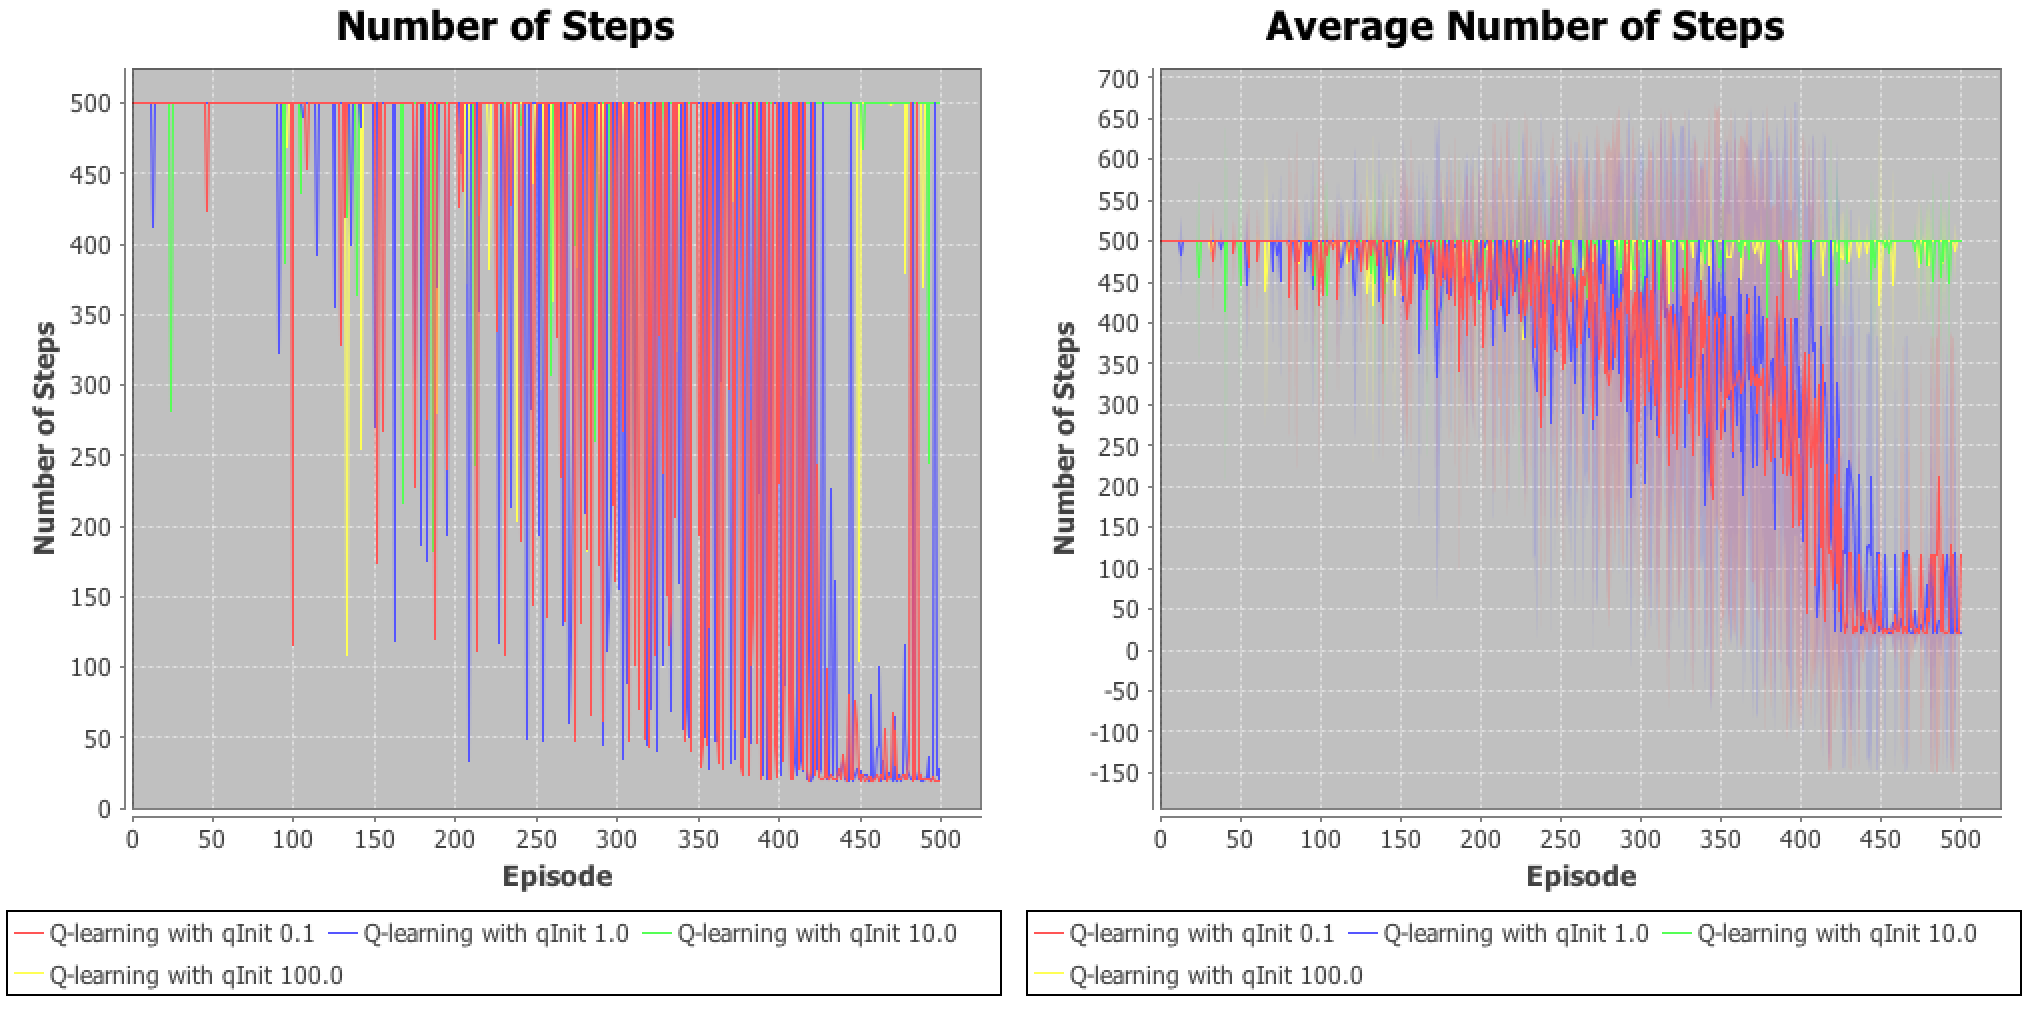 Number of Steps
500
450
400
350
300
250
200
150
100
50
0
Number of Steps
0 50 100 150 200 250 300 350 400 450 500
Episode
Q-learning with qInit 0.1 Q-learning with qInit 1.0 Q-learning with qInit 10.0
Q-learning with qInit 100.0
Average Number of Steps
700
650
600
550
500
450
400
350
300
250
200
150
100
50
0
-50
-100
-150
Number of Steps
0 50 100 150 200 250 300 350 400 450 500
Episode
Q-learning with qInit 0.1 Q-learning with qInit 1.0 Q-learning with qInit 10.0
Q-learning with qInit 100.0